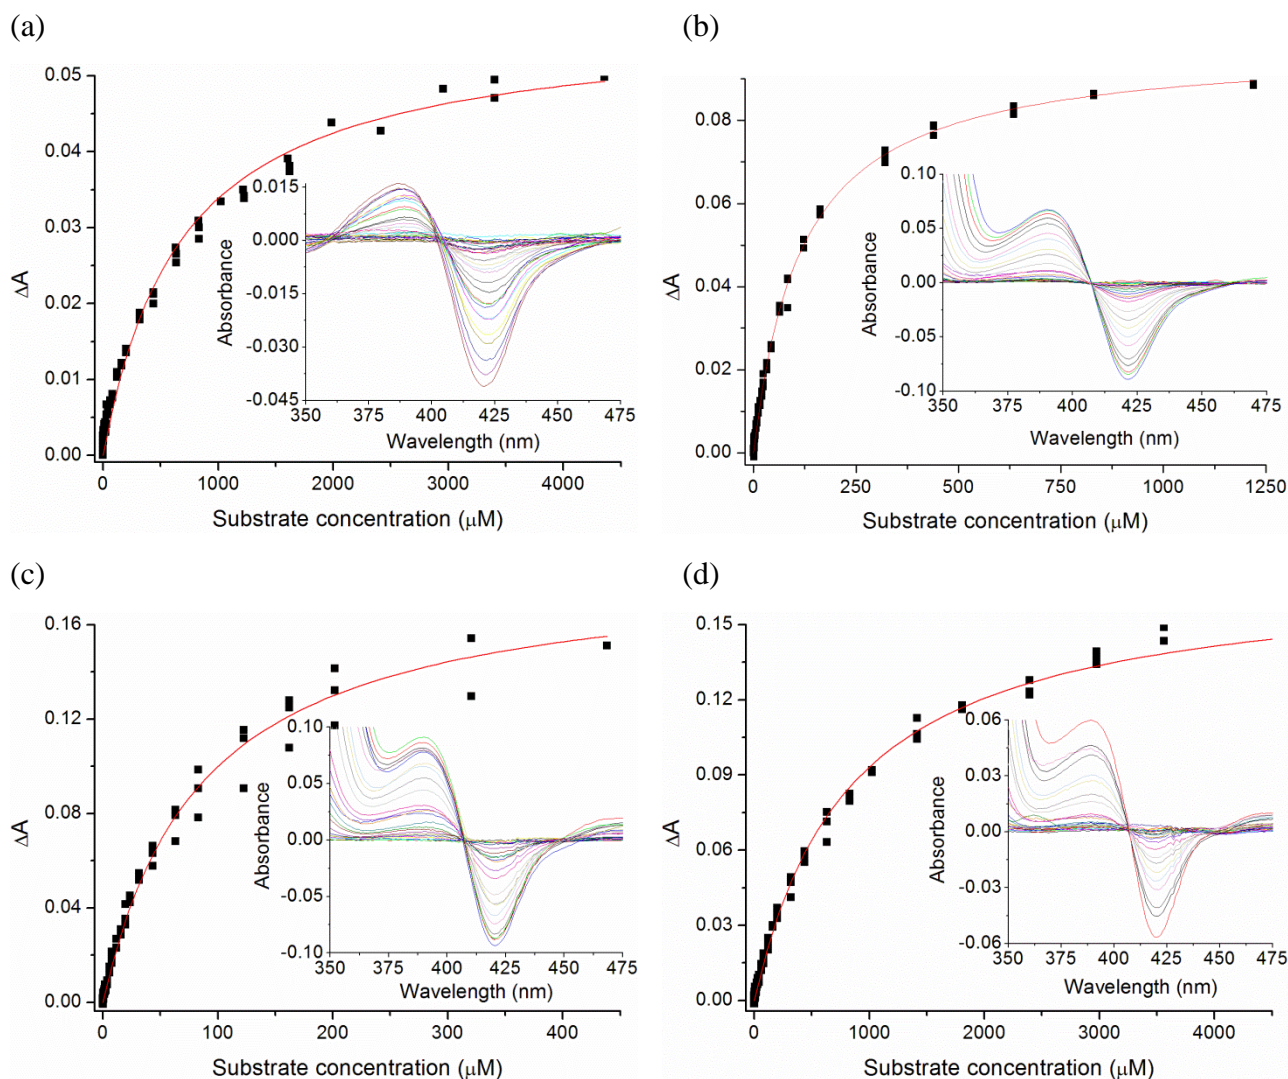 (a)
(b)
0.05
0.04
0.03
0.02
0.01
0.00
ΔA
0 1000 2000 3000 4000
Substrate concentration (μM)
0.015
0.000
-0.015
-0.030
-0.045
Absorbance
350 375 400 425 450 475
Wavelength (nm)
0.08
0.06
0.04
0.02
0.00
ΔA
0 250 500 750 1000 1250
Substrate concentration (μM)
0.10
0.05
0.00
-0.05
-0.10
Absorbance
350 375 400 425 450 475
Wavelength (nm)
(c)
(d)
0.16
0.12
0.08
0.04
0.00
ΔA
0 100 200 300 400
Substrate concentration (μM)
0.10
0.05
0.00
-0.05
-0.10
Absorbance
350 375 400 425 450 475
Wavelength (nm)
0.15
0.12
0.09
0.06
0.03
0.00
ΔA
0 1000 2000 3000 4000
Substrate concentration (μM)
0.06
0.03
0.00
-0.03
-0.06
Absorbance
350 375 400 425 450 475
Wavelength (nm)